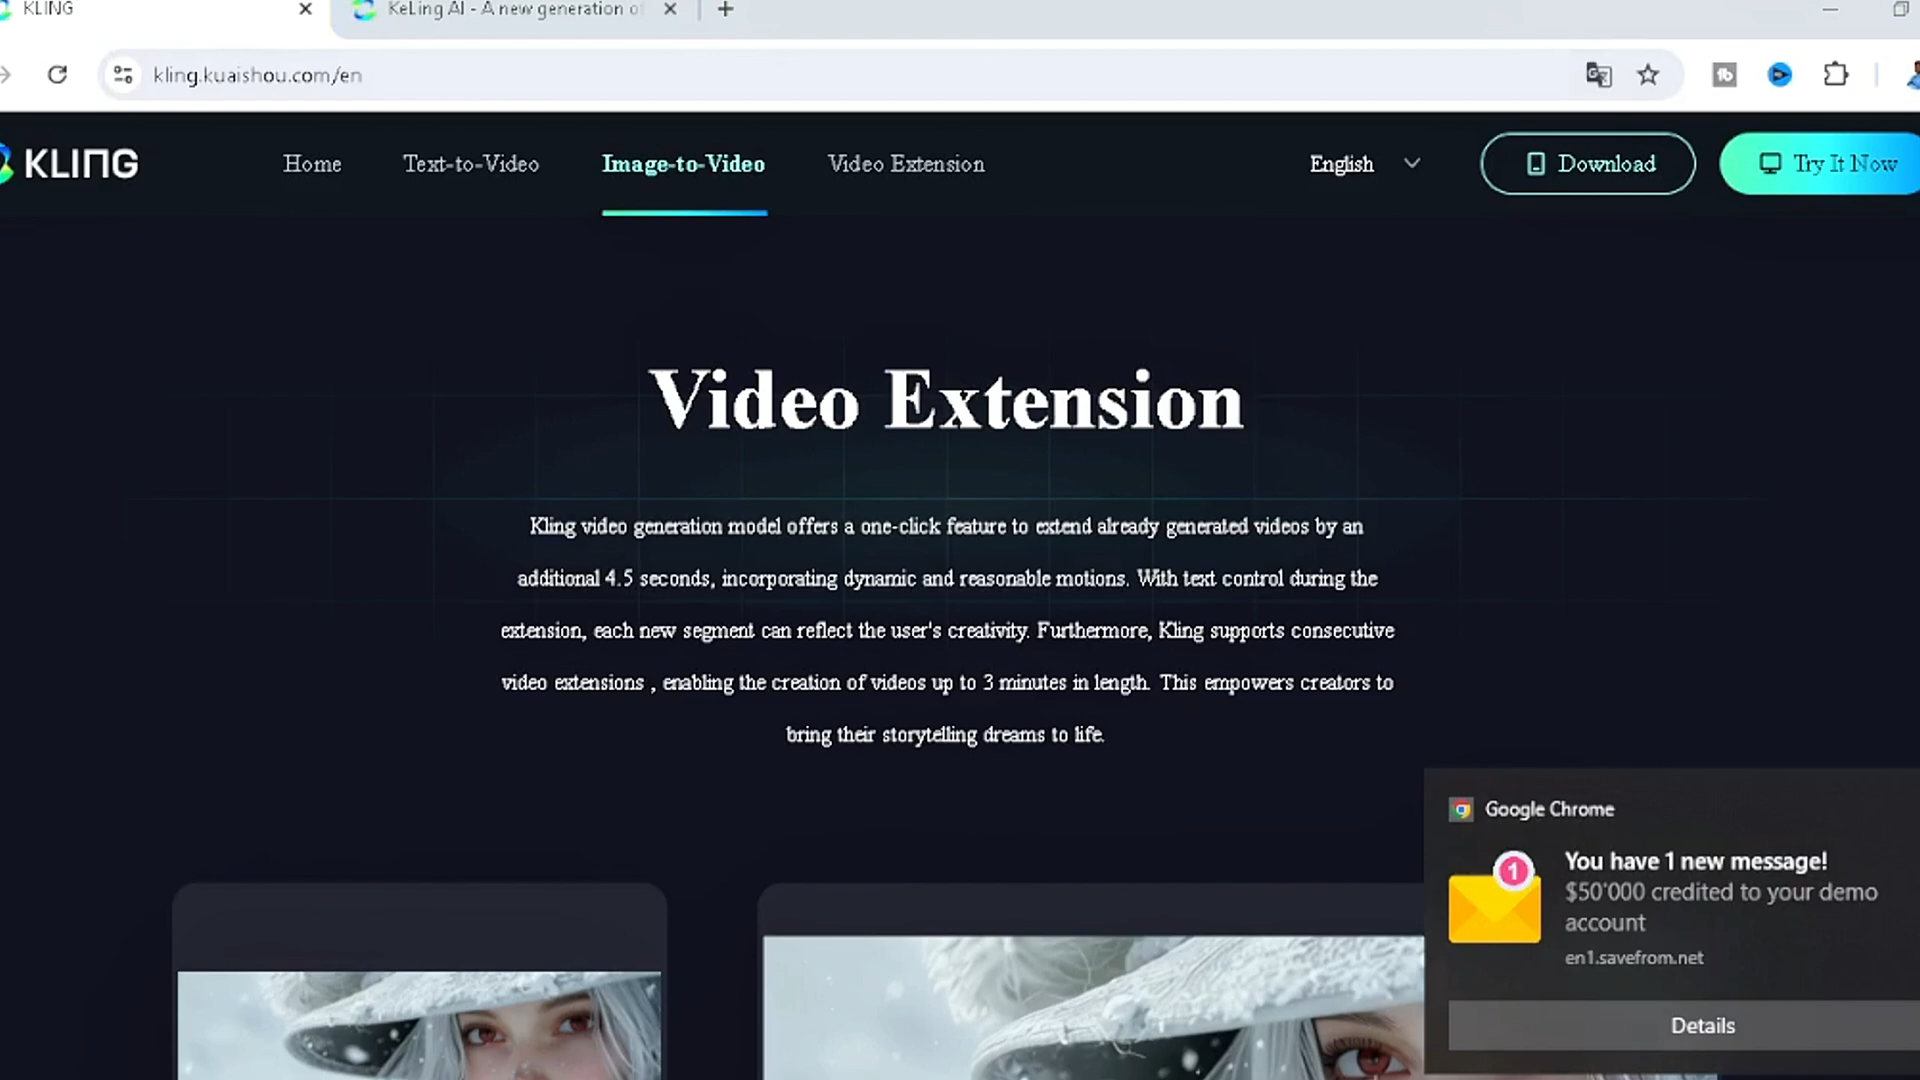 KLING
KeLing AI - A new generation of
kling.kuaishou.com/en
KLING
Home
Text-to-Video
Image-to-Video
Video Extension
English
Download
Try It Now
Video Extension
Kling video generation model offers a one-click feature to extend already generated videos by an
additional 4.5 seconds, incorporating dynamic and reasonable motions. With text control during the
extension, each new segment can reflect the user's creativity. Furthermore, Kling supports consecutive
video extensions , enabling the creation of videos up to 3 minutes in length. This empowers creators to
bring their storytelling dreams to life.
Google Chrome
1
You have 1 new message!
$50'000 credited to your demo
account
en1.savefrom.net
Details